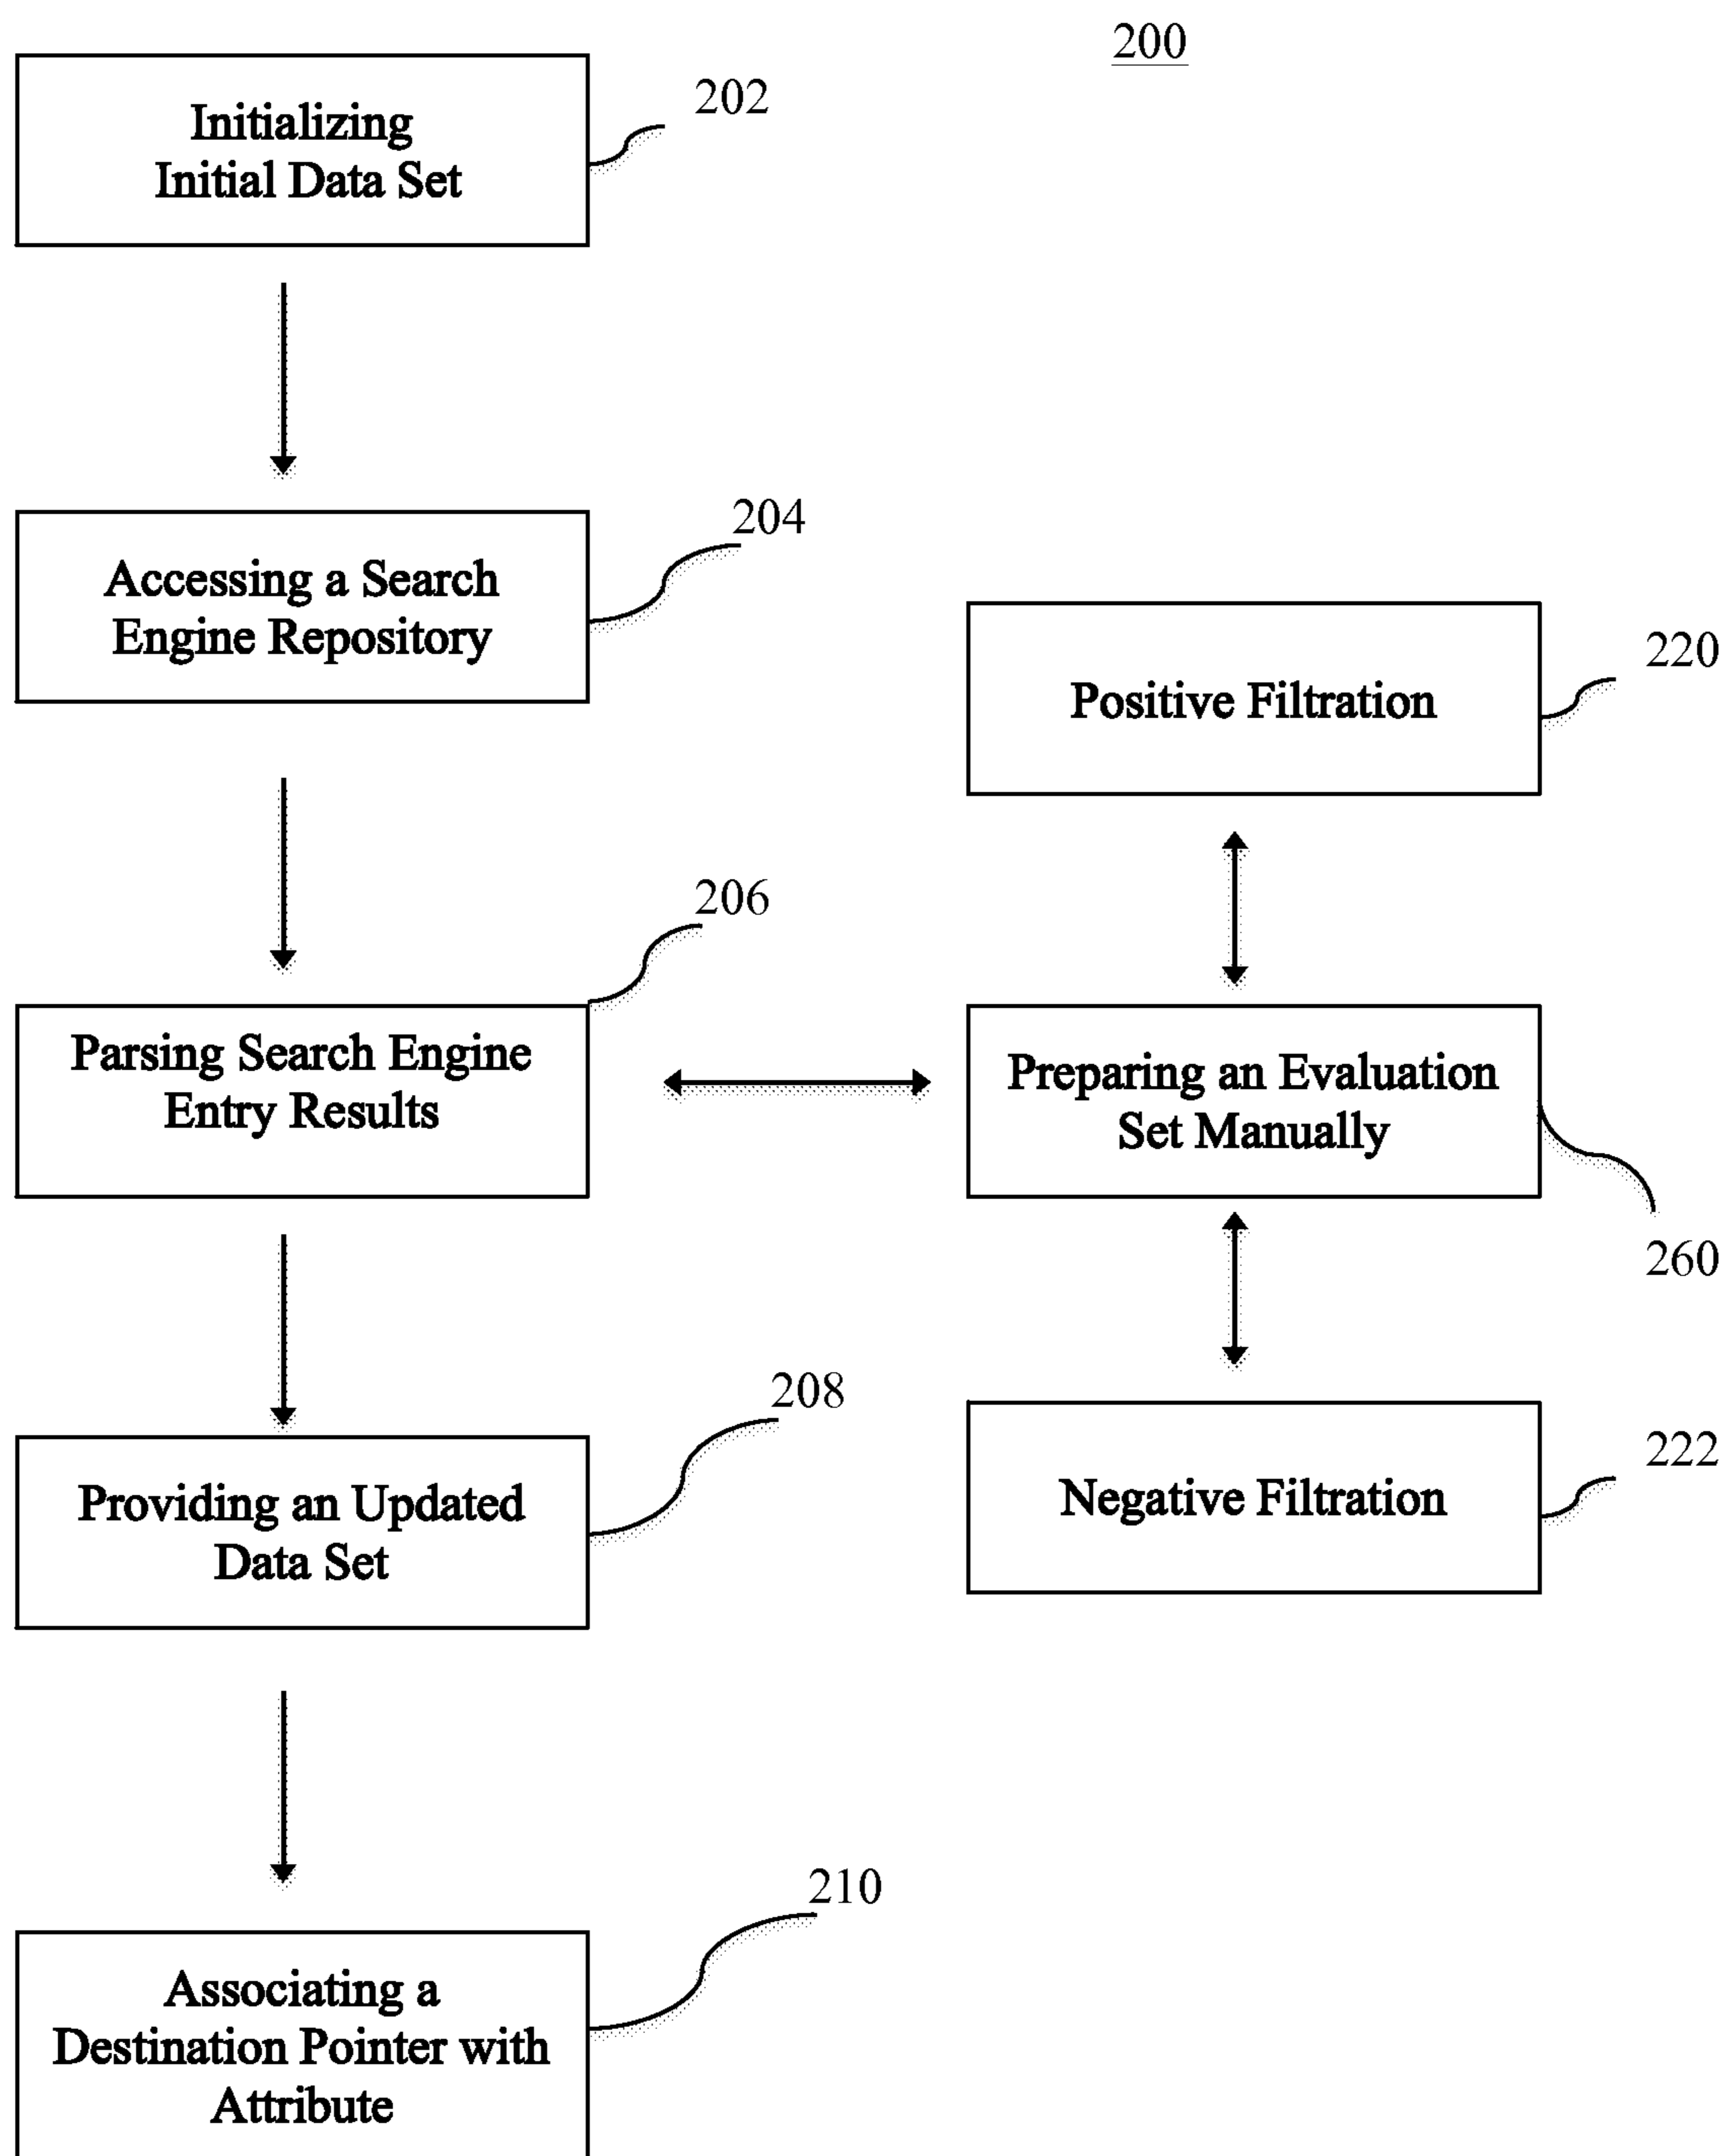 200
Initializing
Initial Data Set
202
Accessing a Search
Engine Repository
204
Positive Filtration
220
Parsing Search Engine
Entry Results
206
Preparing an Evaluation
Set Manually
260
Providing an Updated
Data Set
208
Negative Filtration
222
Associating a
Destination Pointer with
Attribute
210